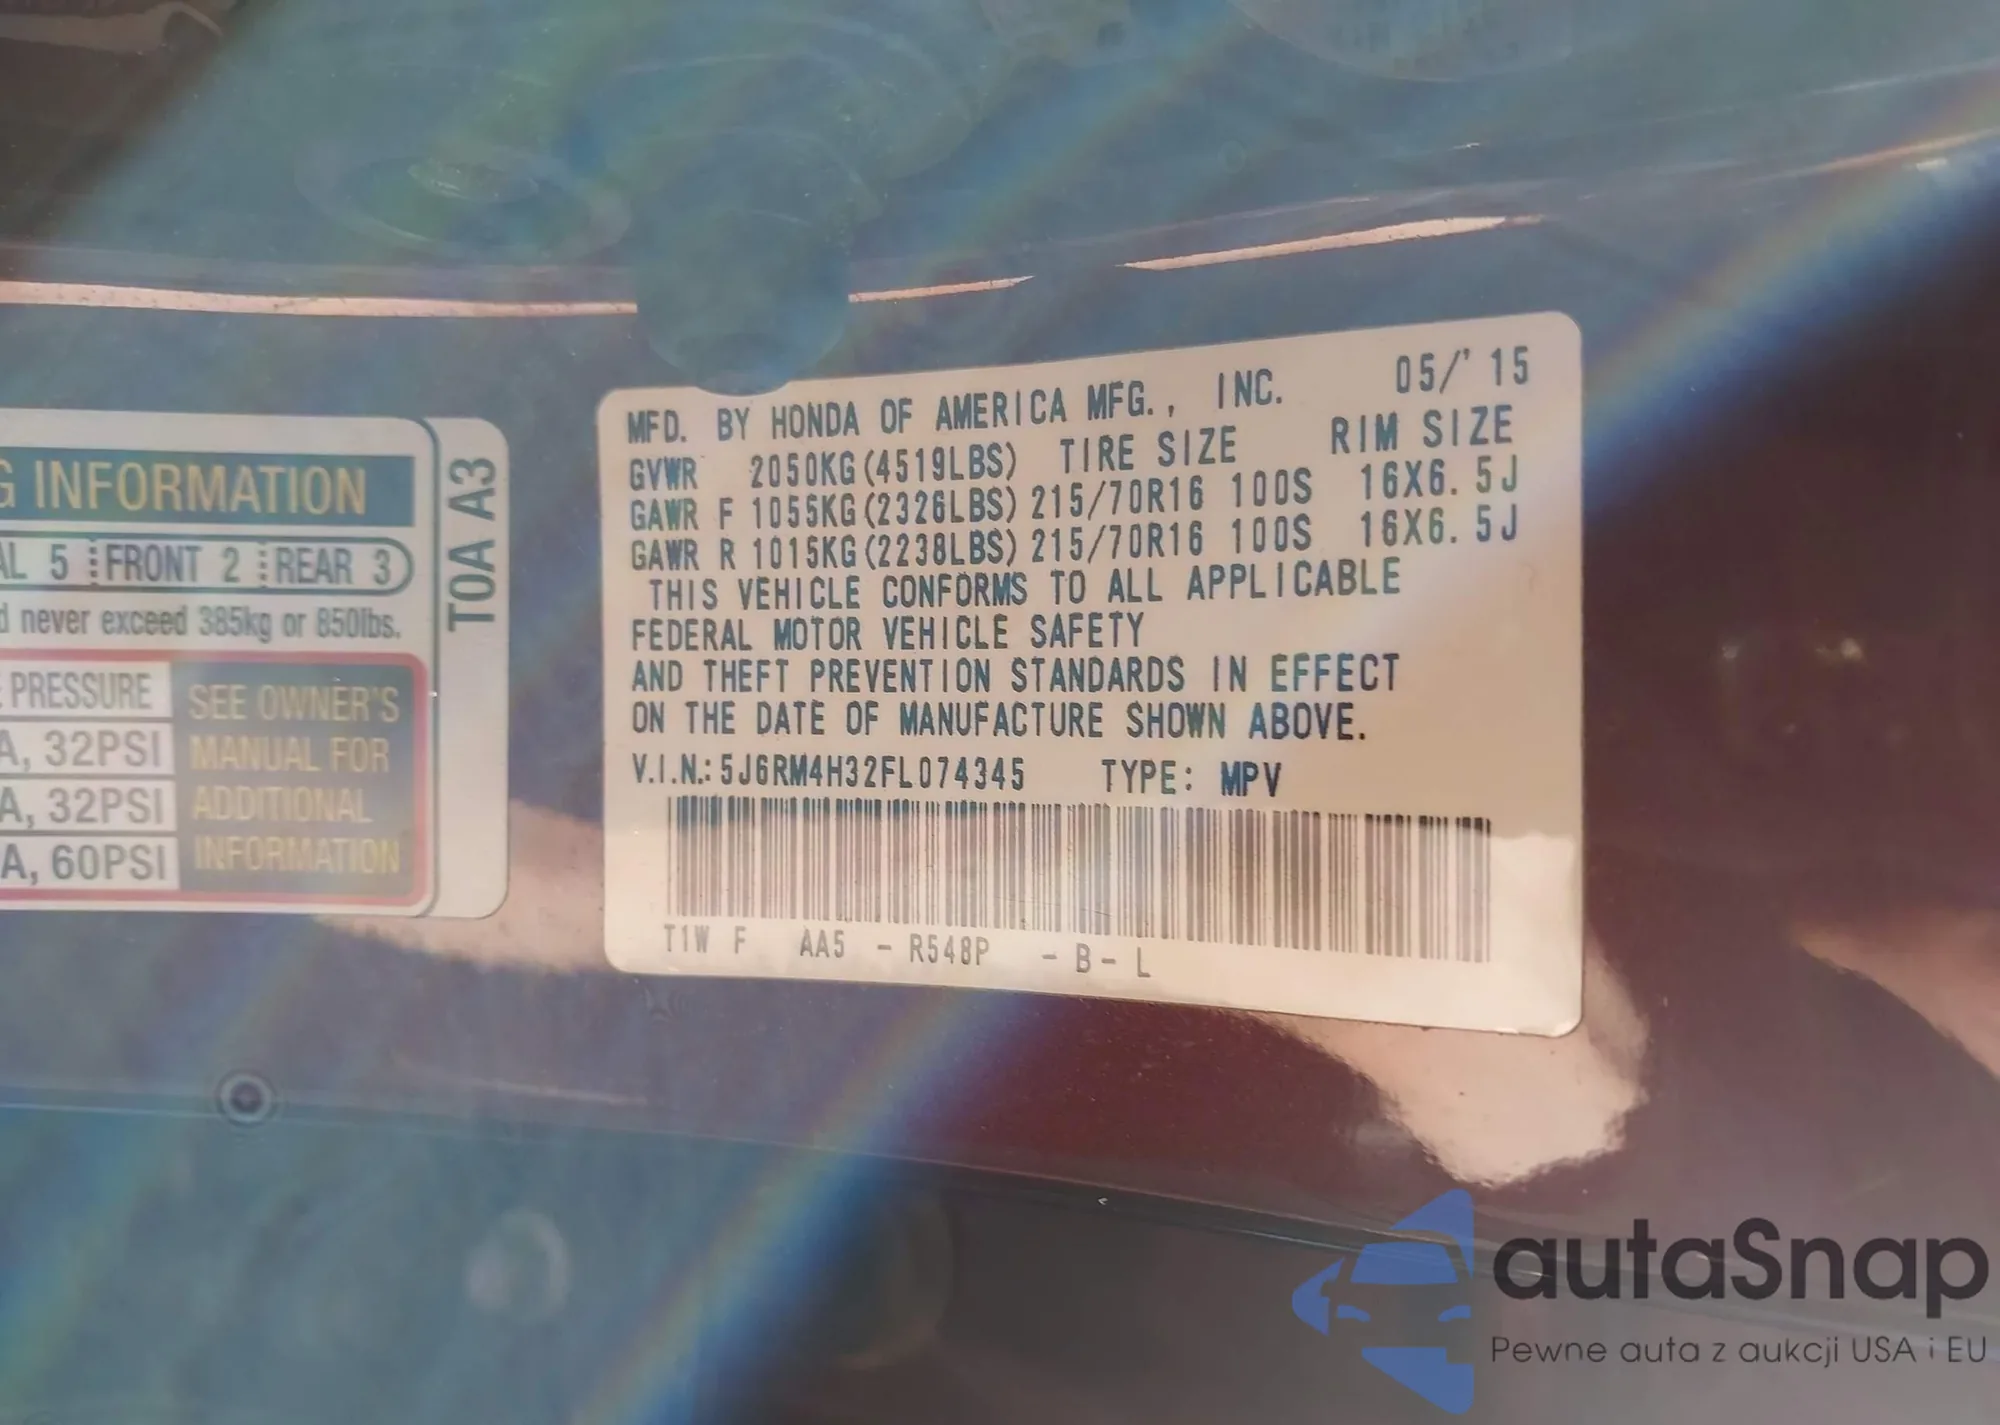 G INFORMATION
AL 5 FRONT 2 REAR 3
d never exceed 385kg or 850lbs.
PRESSURE
A, 32PSI
A, 32PSI
A, 60PSI
SEE OWNER'S
MANUAL FOR
ADDITIONAL
INFORMATION
T0A A3
MFD. BY HONDA OF AMERICA MFG., INC. 05/'15
GVWR 2050KG(4519LBS) TIRE SIZE RIM SIZE
GAWR F 1055KG(2326LBS) 215/70R16 100S 16X6.5J
GAWR R 1015KG(2238LBS) 215/70R16 100S 16X6.5J
THIS VEHICLE CONFORMS TO ALL APPLICABLE
FEDERAL MOTOR VEHICLE SAFETY
AND THEFT PREVENTION STANDARDS IN EFFECT
ON THE DATE OF MANUFACTURE SHOWN ABOVE.
V.I.N.: 5J6RM4H32FL074345 TYPE: MPV
T1W F AA5 - R548P - B - L
autaSnap
Pewne auta z aukcji USA i EU